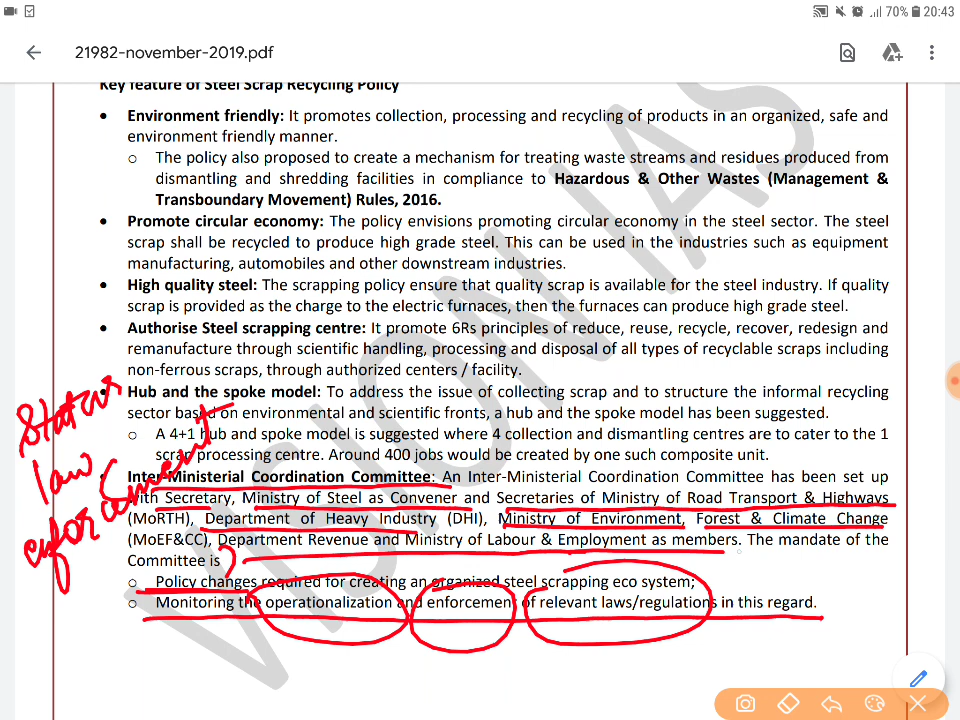 70% 20:43
21982-november-2019.pdf
Key feature of Steel Scrap Recycling Policy
• Environment friendly: It promotes collection, processing and recycling of products in an organized, safe and
environment friendly manner.
o The policy also proposed to create a mechanism for treating waste streams and residues produced from
dismantling and shredding facilities in compliance to Hazardous & Other Wastes (Management &
Transboundary Movement) Rules, 2016.
• Promote circular economy: The policy envisions promoting circular economy in the steel sector. The steel
scrap shall be recycled to produce high grade steel. This can be used in the industries such as equipment
manufacturing, automobiles and other downstream industries.
• High quality steel: The scrapping policy ensure that quality scrap is available for the steel industry. If quality
scrap is provided as the charge to the electric furnaces, then the furnaces can produce high grade steel.
• Authorise Steel scrapping centre: It promote 6Rs principles of reduce, reuse, recycle, recover, redesign and
remanufacture through scientific handling, processing and disposal of all types of recyclable scraps including
non-ferrous scraps, through authorized centers / facility.
• Hub and the spoke model: To address the issue of collecting scrap and to structure the informal recycling
sector based on environmental and scientific fronts, a hub and the spoke model has been suggested.
o A 4+1 hub and spoke model is suggested where 4 collection and dismantling centres are to cater to the 1
scrap processing centre. Around 400 jobs would be created by one such composite unit.
• Inter-Ministerial Coordination Committee: An Inter-Ministerial Coordination Committee has been set up
with Secretary, Ministry of Steel as Convener and Secretaries of Ministry of Road Transport & Highways
(MoRTH), Department of Heavy Industry (DHI), Ministry of Environment, Forest & Climate Change
(MoEF&CC), Department Revenue and Ministry of Labour & Employment as members. The mandate of the
Committee is
o Policy changes required for creating an organized steel scrapping eco system;
o Monitoring the operationalization and enforcement of relevant laws/regulations in this regard.
law
VISION IAS